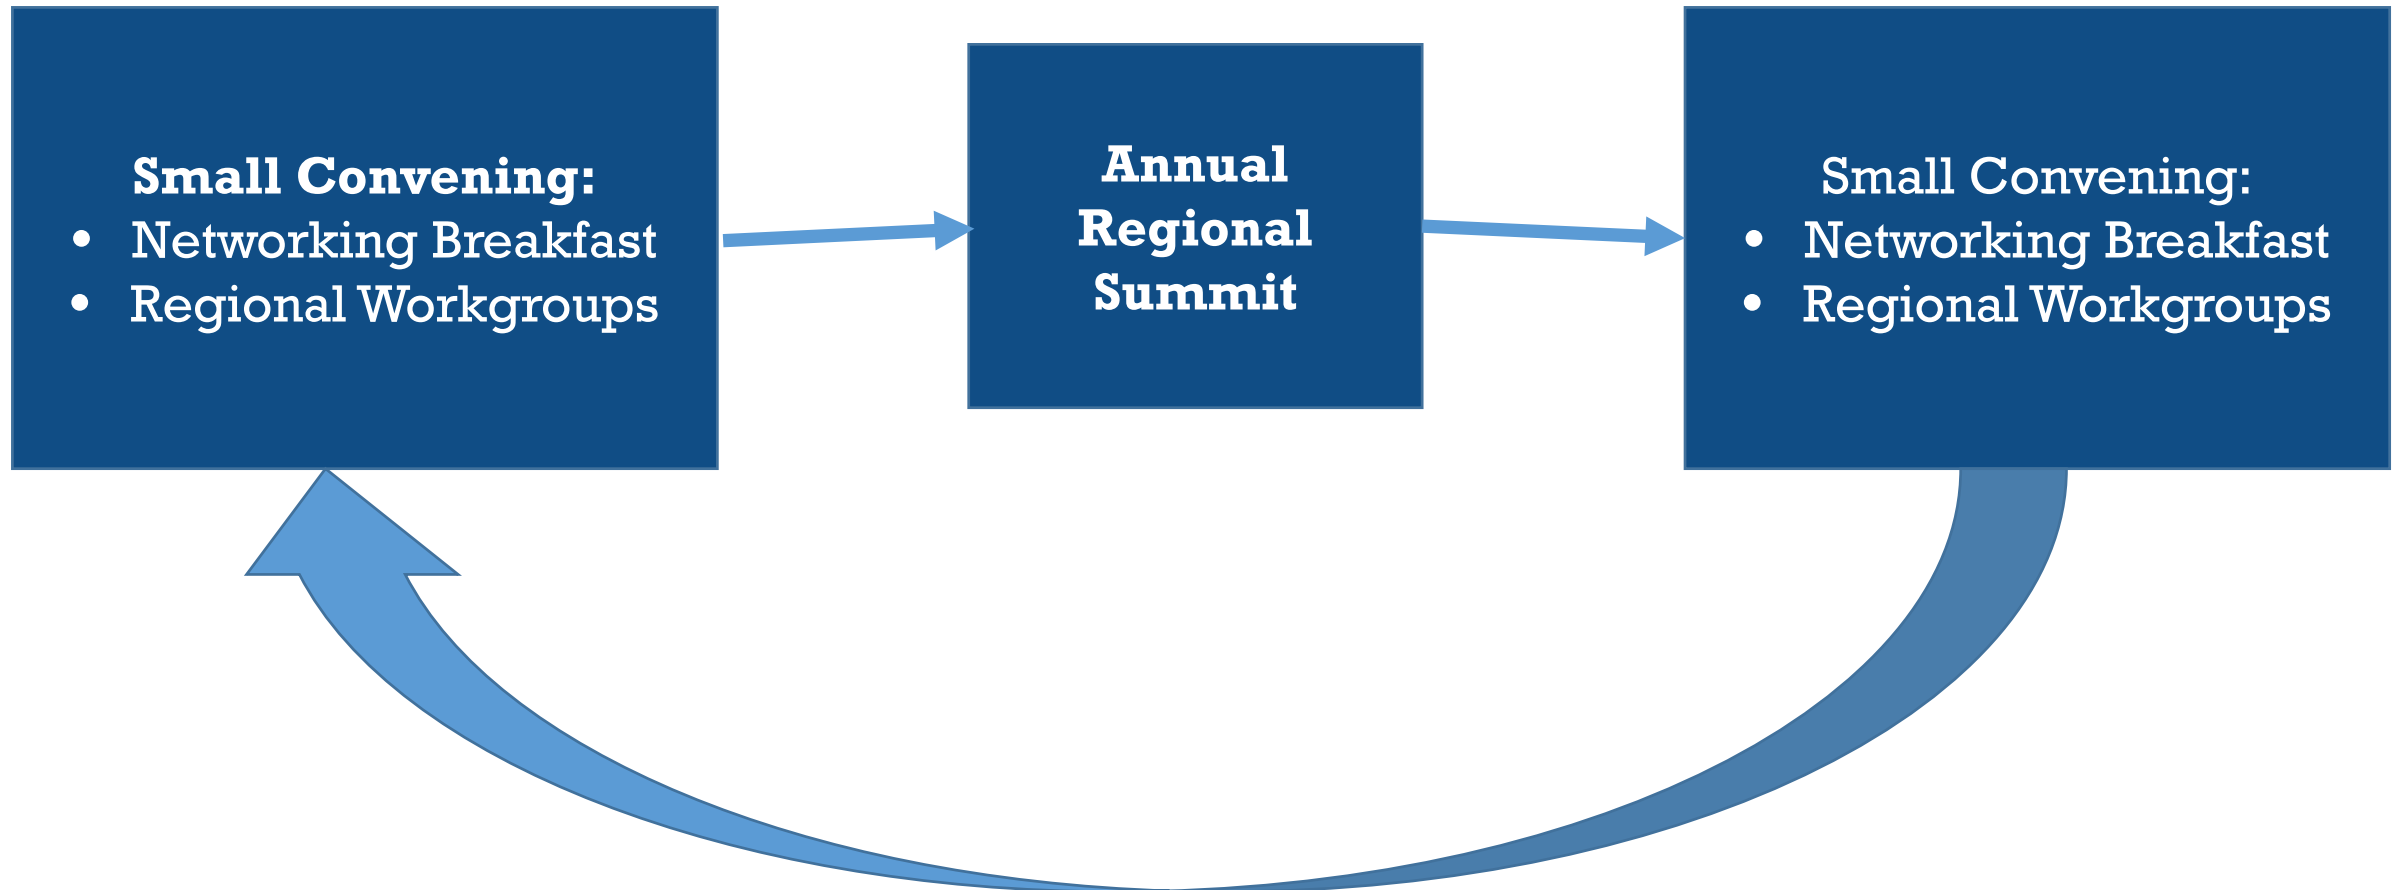 Small Convening:
• Networking Breakfast
• Regional Workgroups
Annual
Regional
Summit
Small Convening:
• Networking Breakfast
• Regional Workgroups